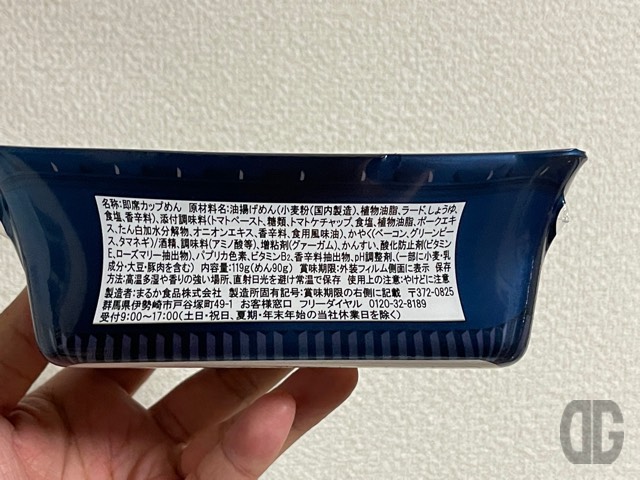 名称:即席カップめん 原材料名:油揚げめん(小麦粉(国内製造)、植物油脂、ラード、しょうゆ、
食塩、香辛料)、添付調味料(トマトペースト、糖類、トマトケチャップ、食塩、植物油脂、ポークエキ
ス、たん白加水分解物、オニオンエキス、香辛料、食用風味油)、かやく(ベーコン、グリーンピー
ス、タマネギ)/酒精、調味料(アミノ酸等)、増粘剤(グァーガム)、かんすい、酸化防止剤(ビタミン
E、ローズマリー抽出物)、パプリカ色素、ビタミンB2、香辛料抽出物、pH調整剤、(一部に小麦・乳
成分・大豆・豚肉を含む) 内容量:119g(めん90g) 賞味期限:外装フィルム側面に表示 保存
方法:高温多湿や香りの強い場所、直射日光を避け常温で保存 使用上の注意:やけどに注意
製造者:まるか食品株式会社 製造所固有記号:賞味期限の右側に記載 〒372-0825
群馬県伊勢崎市戸谷塚町49-1 お客様窓口 フリーダイヤル 0120-32-8189
受付9:00~17:00(土・日・祝日、夏期・年末年始の当社休業日を除く)
DG